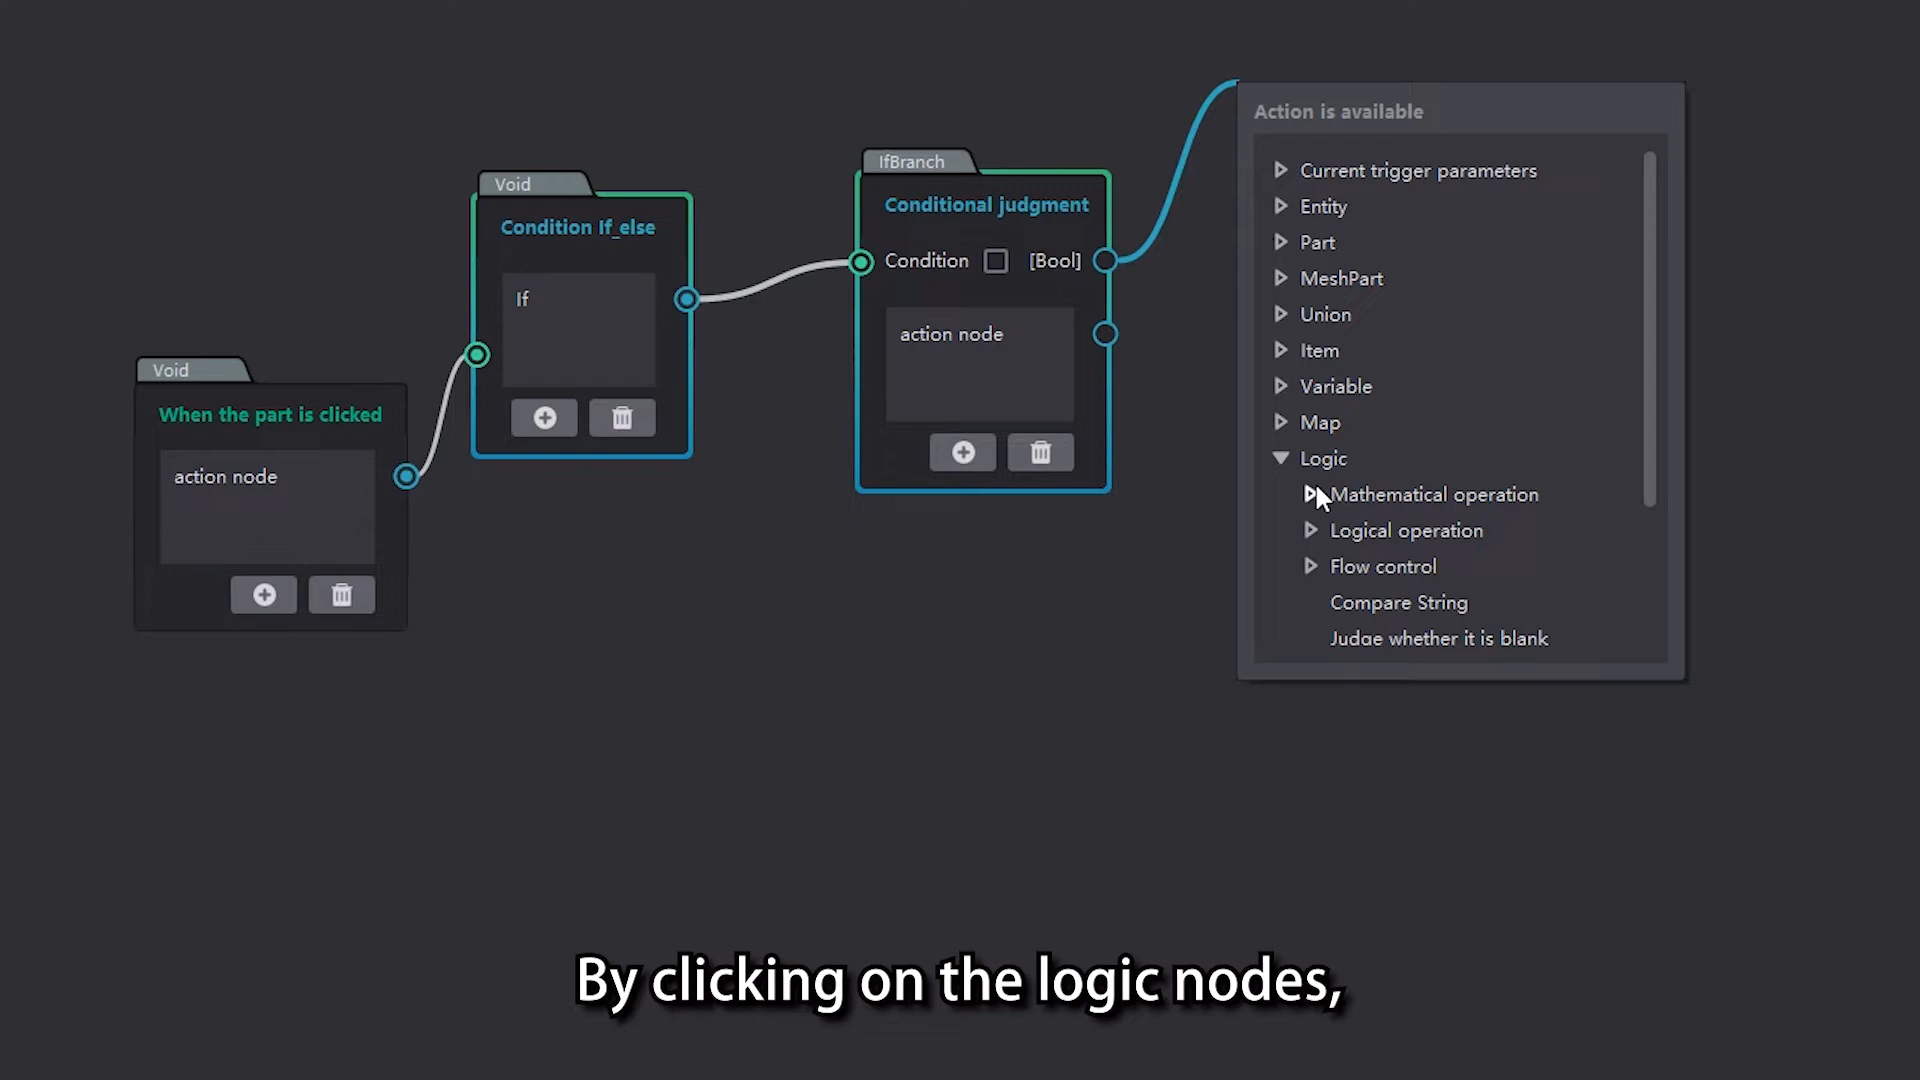 Void
When the part is clicked
action node
Void
Condition If_else
If
IfBranch
Conditional judgment
Condition [Bool]
action node
Action is available
Current trigger parameters
Entity
Part
MeshPart
Union
Item
Variable
Map
Logic
Mathematical operation
Logical operation
Flow control
Compare String
Judge whether it is blank
By clicking on the logic nodes,